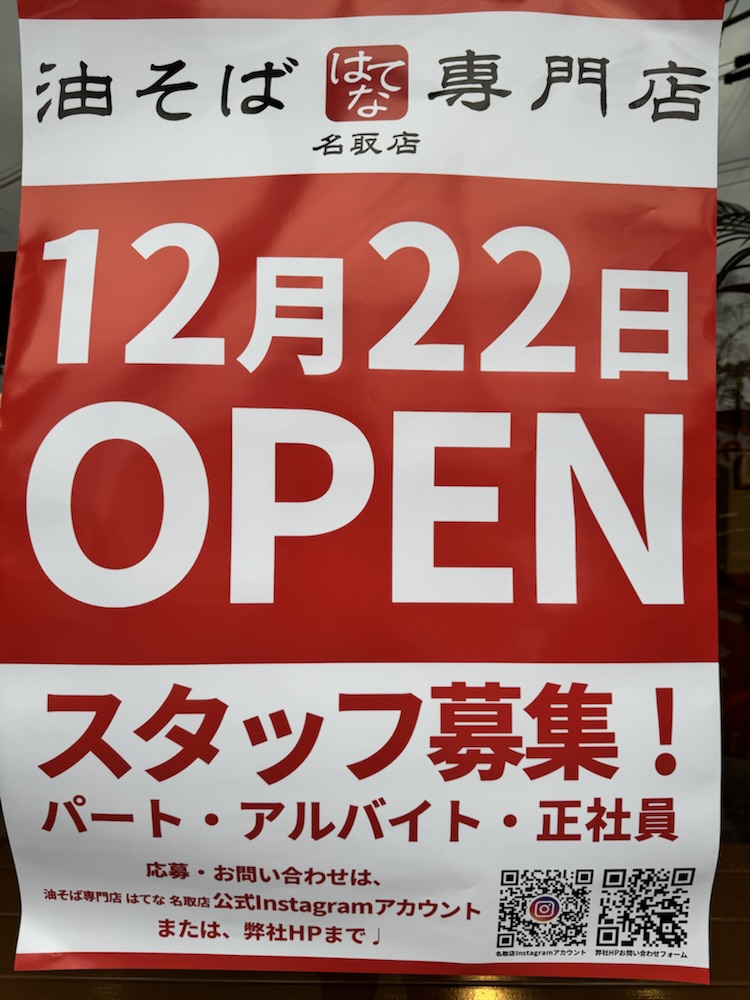 油そば はてな 専門店
名取店
12月22日
OPEN
スタッフ募集！
パート・アルバイト・正社員
応募・お問い合わせは、
油そば専門店 はてな 名取店 公式Instagramアカウント
または、弊社HPまで♩
名取店Instagramアカウント 弊社HPお問い合わせフォーム